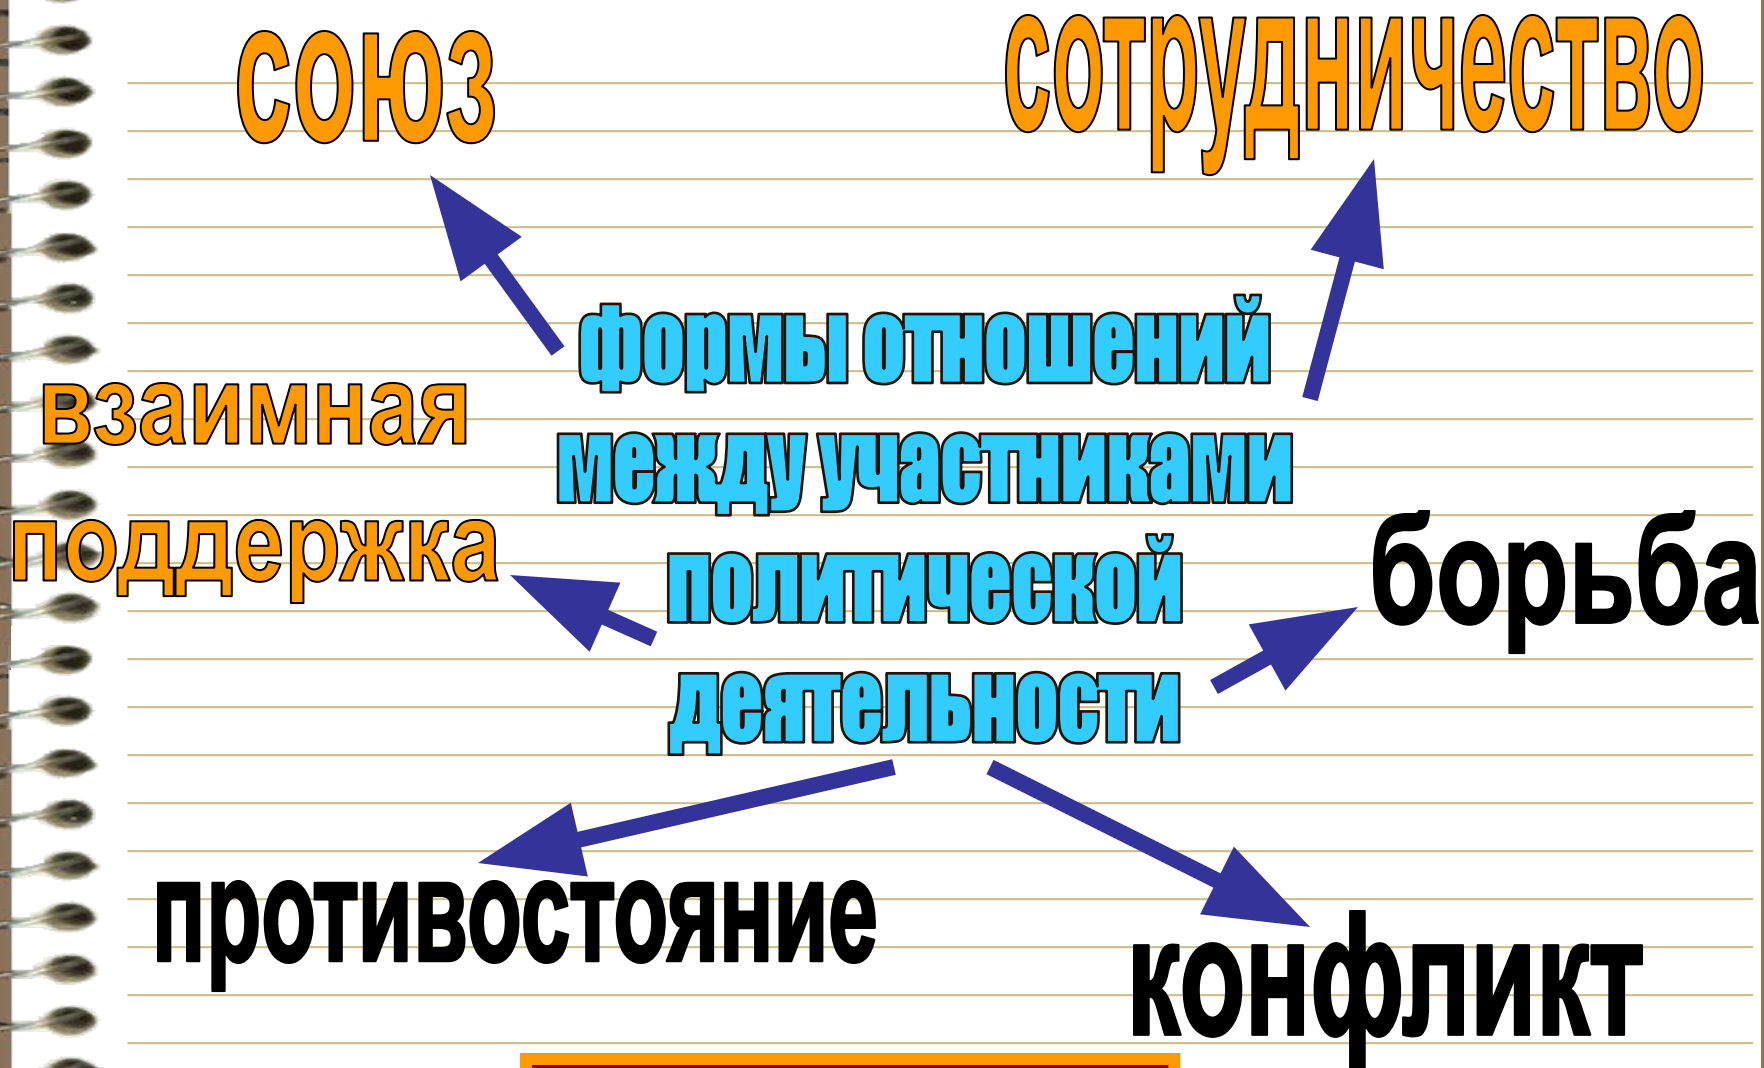 союз
сотрудничество
формы отношений
между участниками
политической
деятельности
взаимная
поддержка
борьба
противостояние
конфликт